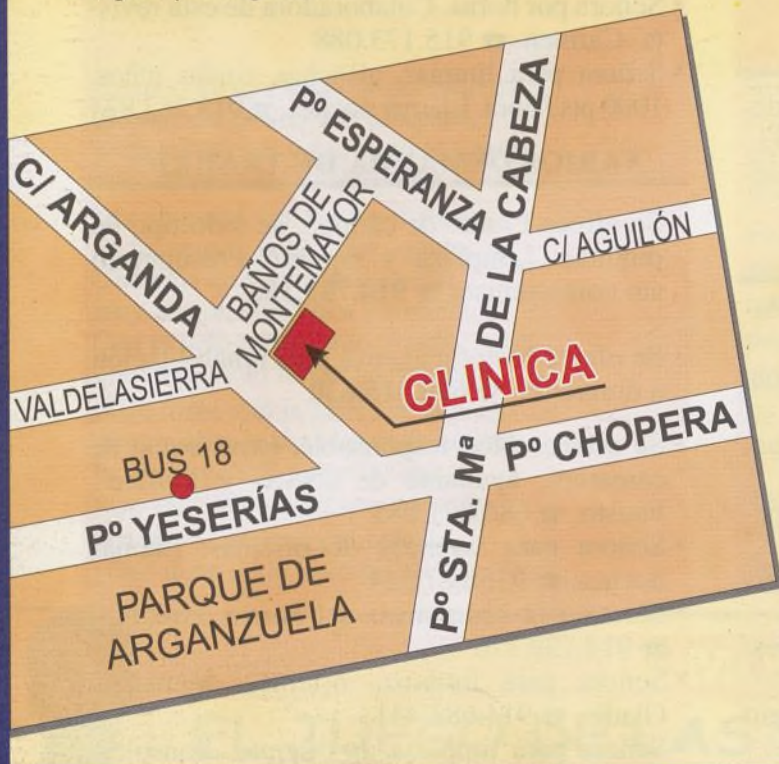 Pº ESPERANZA
DE LA CABEZA
C/ ARGANDA
BAÑOS DE
MONTEMAYOR
C/ AGUILÓN
VALDELASIERRA
CLINICA
BUS 18
Pº CHOPERA
Pº YESERÍAS
Pº STA. Mª
PARQUE DE
ARGANZUELA